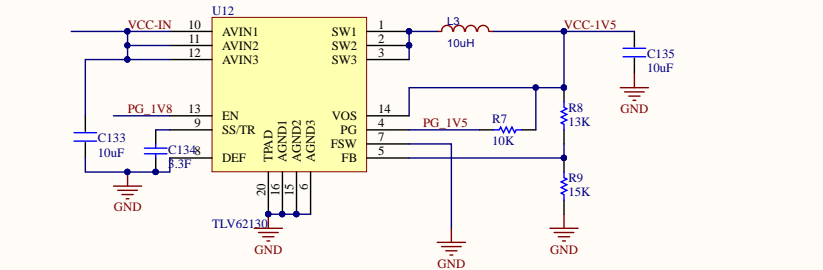 U12
VCC-IN 10 AVIN1 SW1 1 L3 VCC-1V5
11 AVIN2 SW2 2 10uH
12 AVIN3 SW3 3 C135
10uF
GND
PG_1V8 13 EN VOS 14 R8
9 SS/TR PG 4 PG_1V5 R7 13K
C133 FSW 7 10K
10uF C134 8 DEF FB 5
3.3F TPAD AGND1 AGND2 AGND3
R9
15K
20 16 15 6
GND
TLV62130
GND GND GND